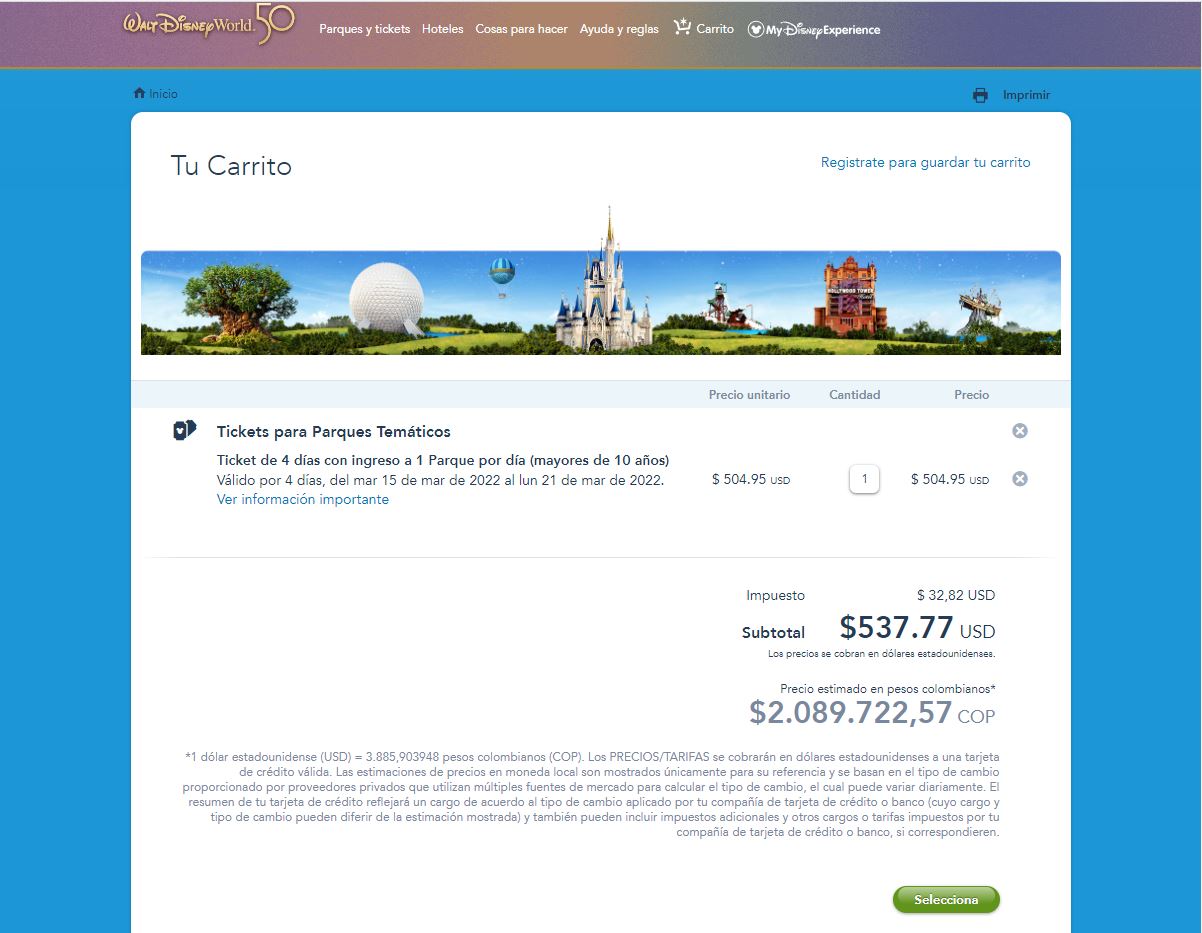 Walt Disney World. 50
Parques y tickets Hoteles Cosas para hacer Ayuda y reglas Carrito My Disney Experience
Inicio
Imprimir
Tu Carrito
Registrate para guardar tu carrito
HOLLYWOOD TOWER
Hotel
Precio unitario Cantidad Precio
Tickets para Parques Temáticos
Ticket de 4 días con ingreso a 1 Parque por día (mayores de 10 años)
Válido por 4 días, del mar 15 de mar de 2022 al lun 21 de mar de 2022.
$ 504.95 USD 1 $ 504.95 USD
Ver información importante
Impuesto $ 32,82 USD
Subtotal $537.77 USD
Los precios se cobran en dólares estadounidenses.
Precio estimado en pesos colombianos*
$2.089.722,57 COP
*1 dólar estadounidense (USD) = 3.885,903948 pesos colombianos (COP). Los PRECIOS/TARIFAS se cobrarán en dólares estadounidenses a una tarjeta
de crédito válida. Las estimaciones de precios en moneda local son mostrados únicamente para su referencia y se basan en el tipo de cambio
proporcionado por proveedores privados que utilizan múltiples fuentes de mercado para calcular el tipo de cambio, el cual puede variar diariamente. El
resumen de tu tarjeta de crédito reflejará un cargo de acuerdo al tipo de cambio aplicado por tu compañía de tarjeta de crédito o banco (cuyo cargo y
tipo de cambio pueden diferir de la estimación mostrada) y también pueden incluir impuestos adicionales y otros cargos o tarifas impuestos por tu
compañía de tarjeta de crédito o banco, si correspondieren.
Selecciona